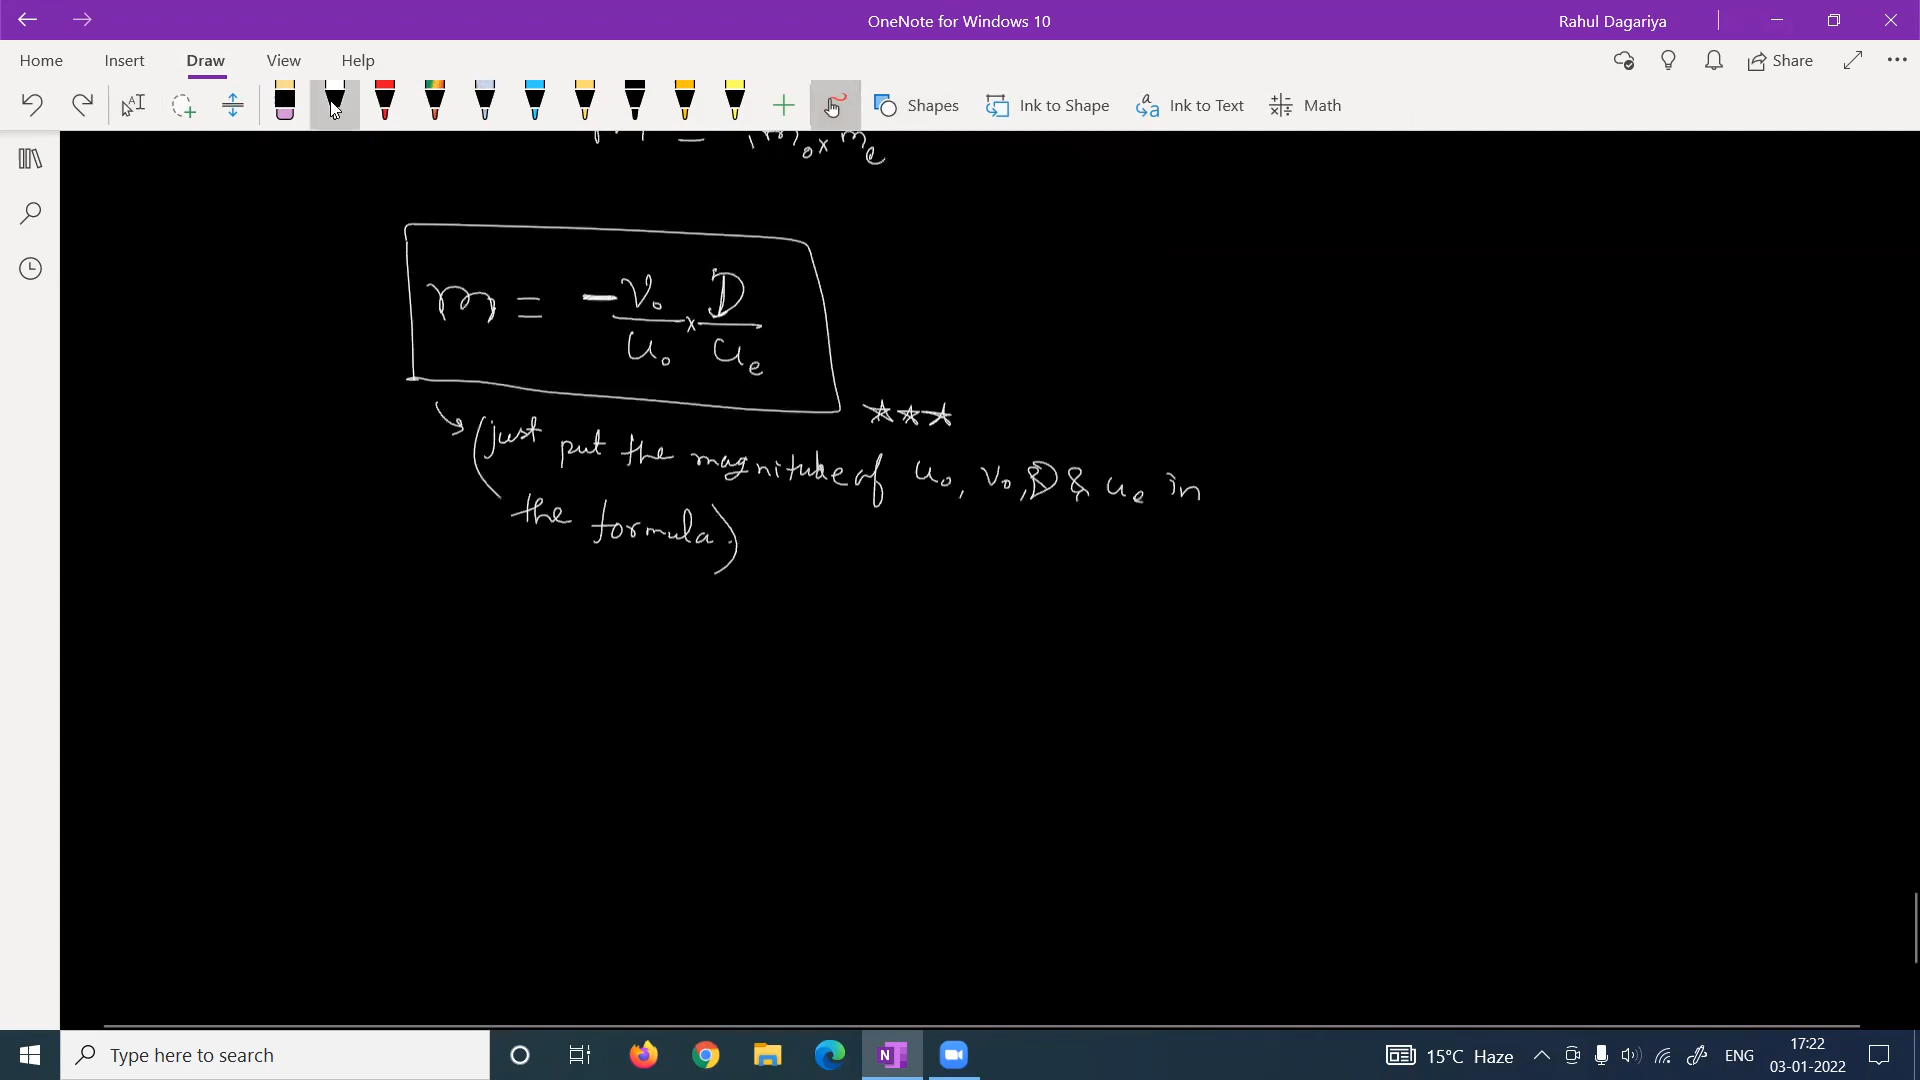 OneNote for Windows 10
Rahul Dagariya
Home Insert Draw View Help
Share
Shapes Ink to Shape Ink to Text Math
= m₀ × mₑ
m = - v₀/u₀ × D/uₑ
(just put the magnitude of u₀, v₀, D & uₑ in
the formula)
Type here to search
15°C Haze
ENG
17:22
03-01-2022